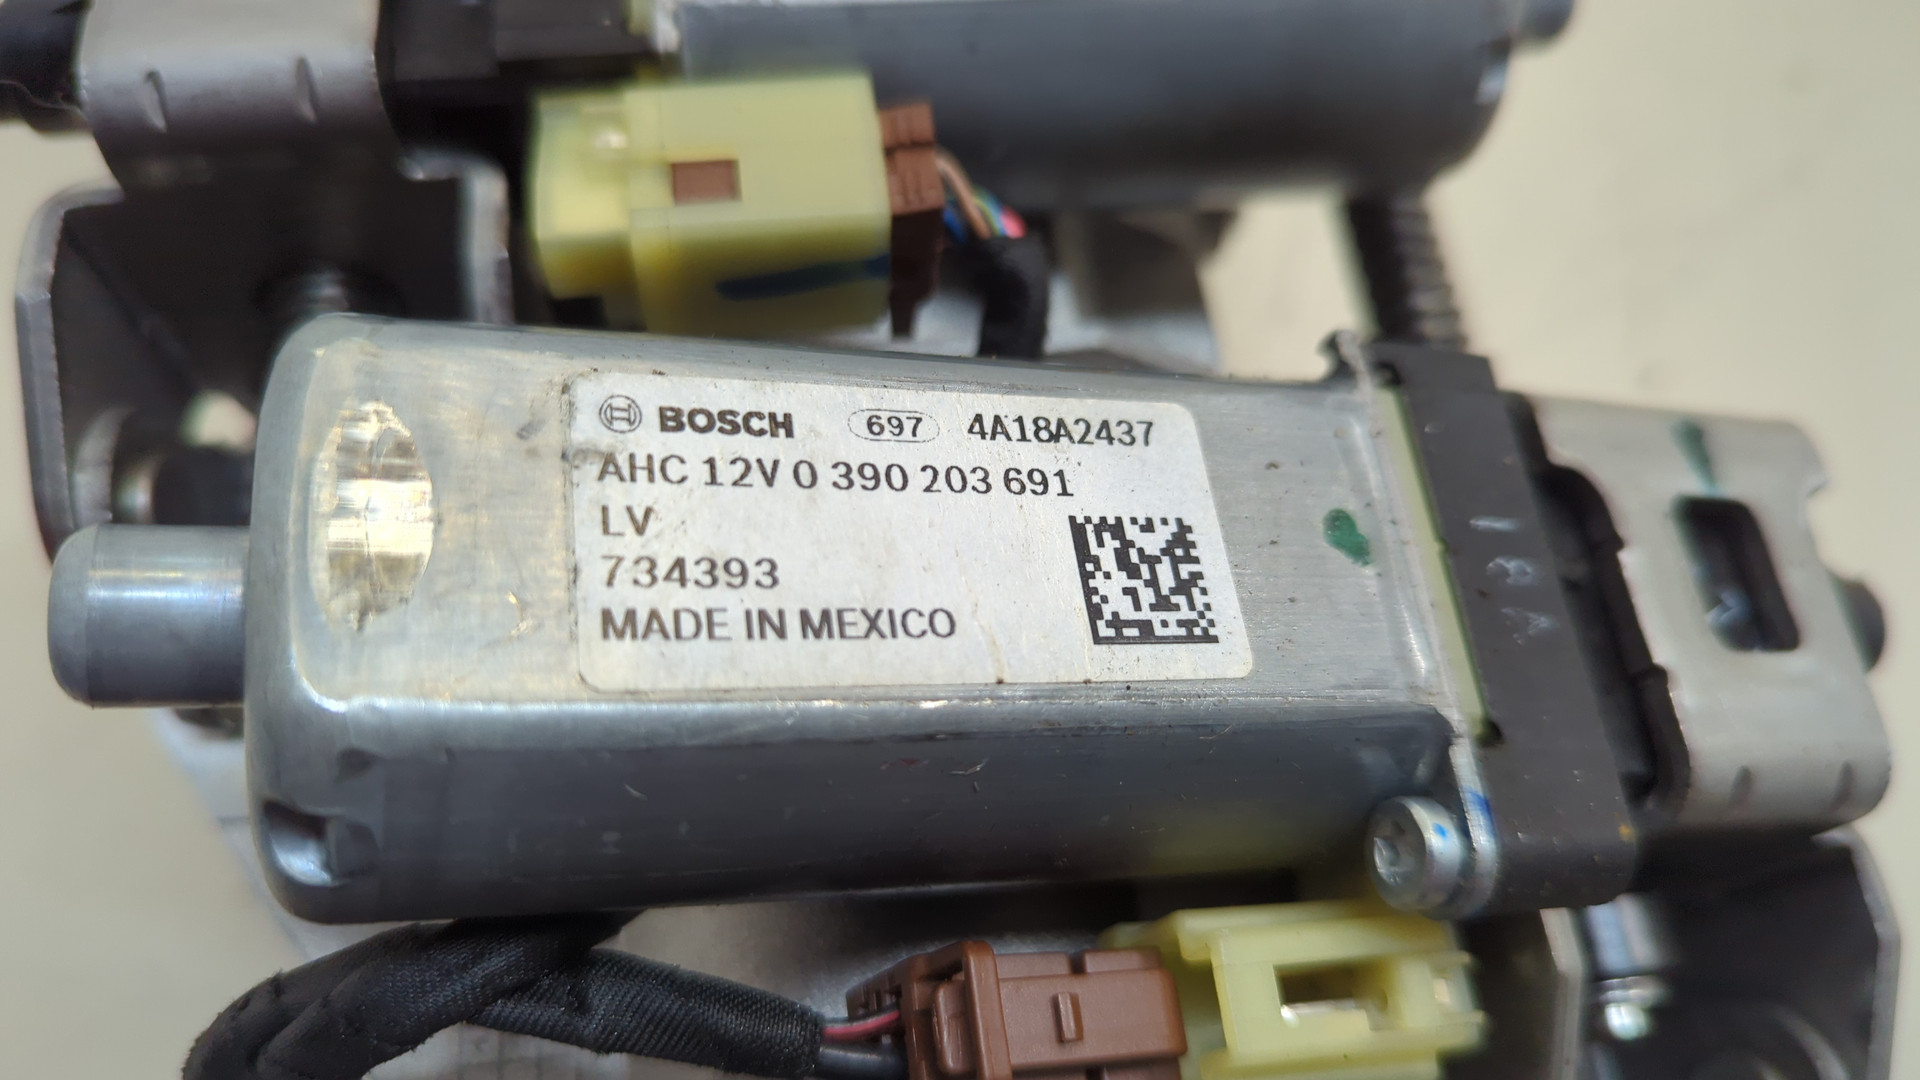 BOSCH 697 4A18A2437
AHC 12V 0 390 203 691
LV
734393
MADE IN MEXICO